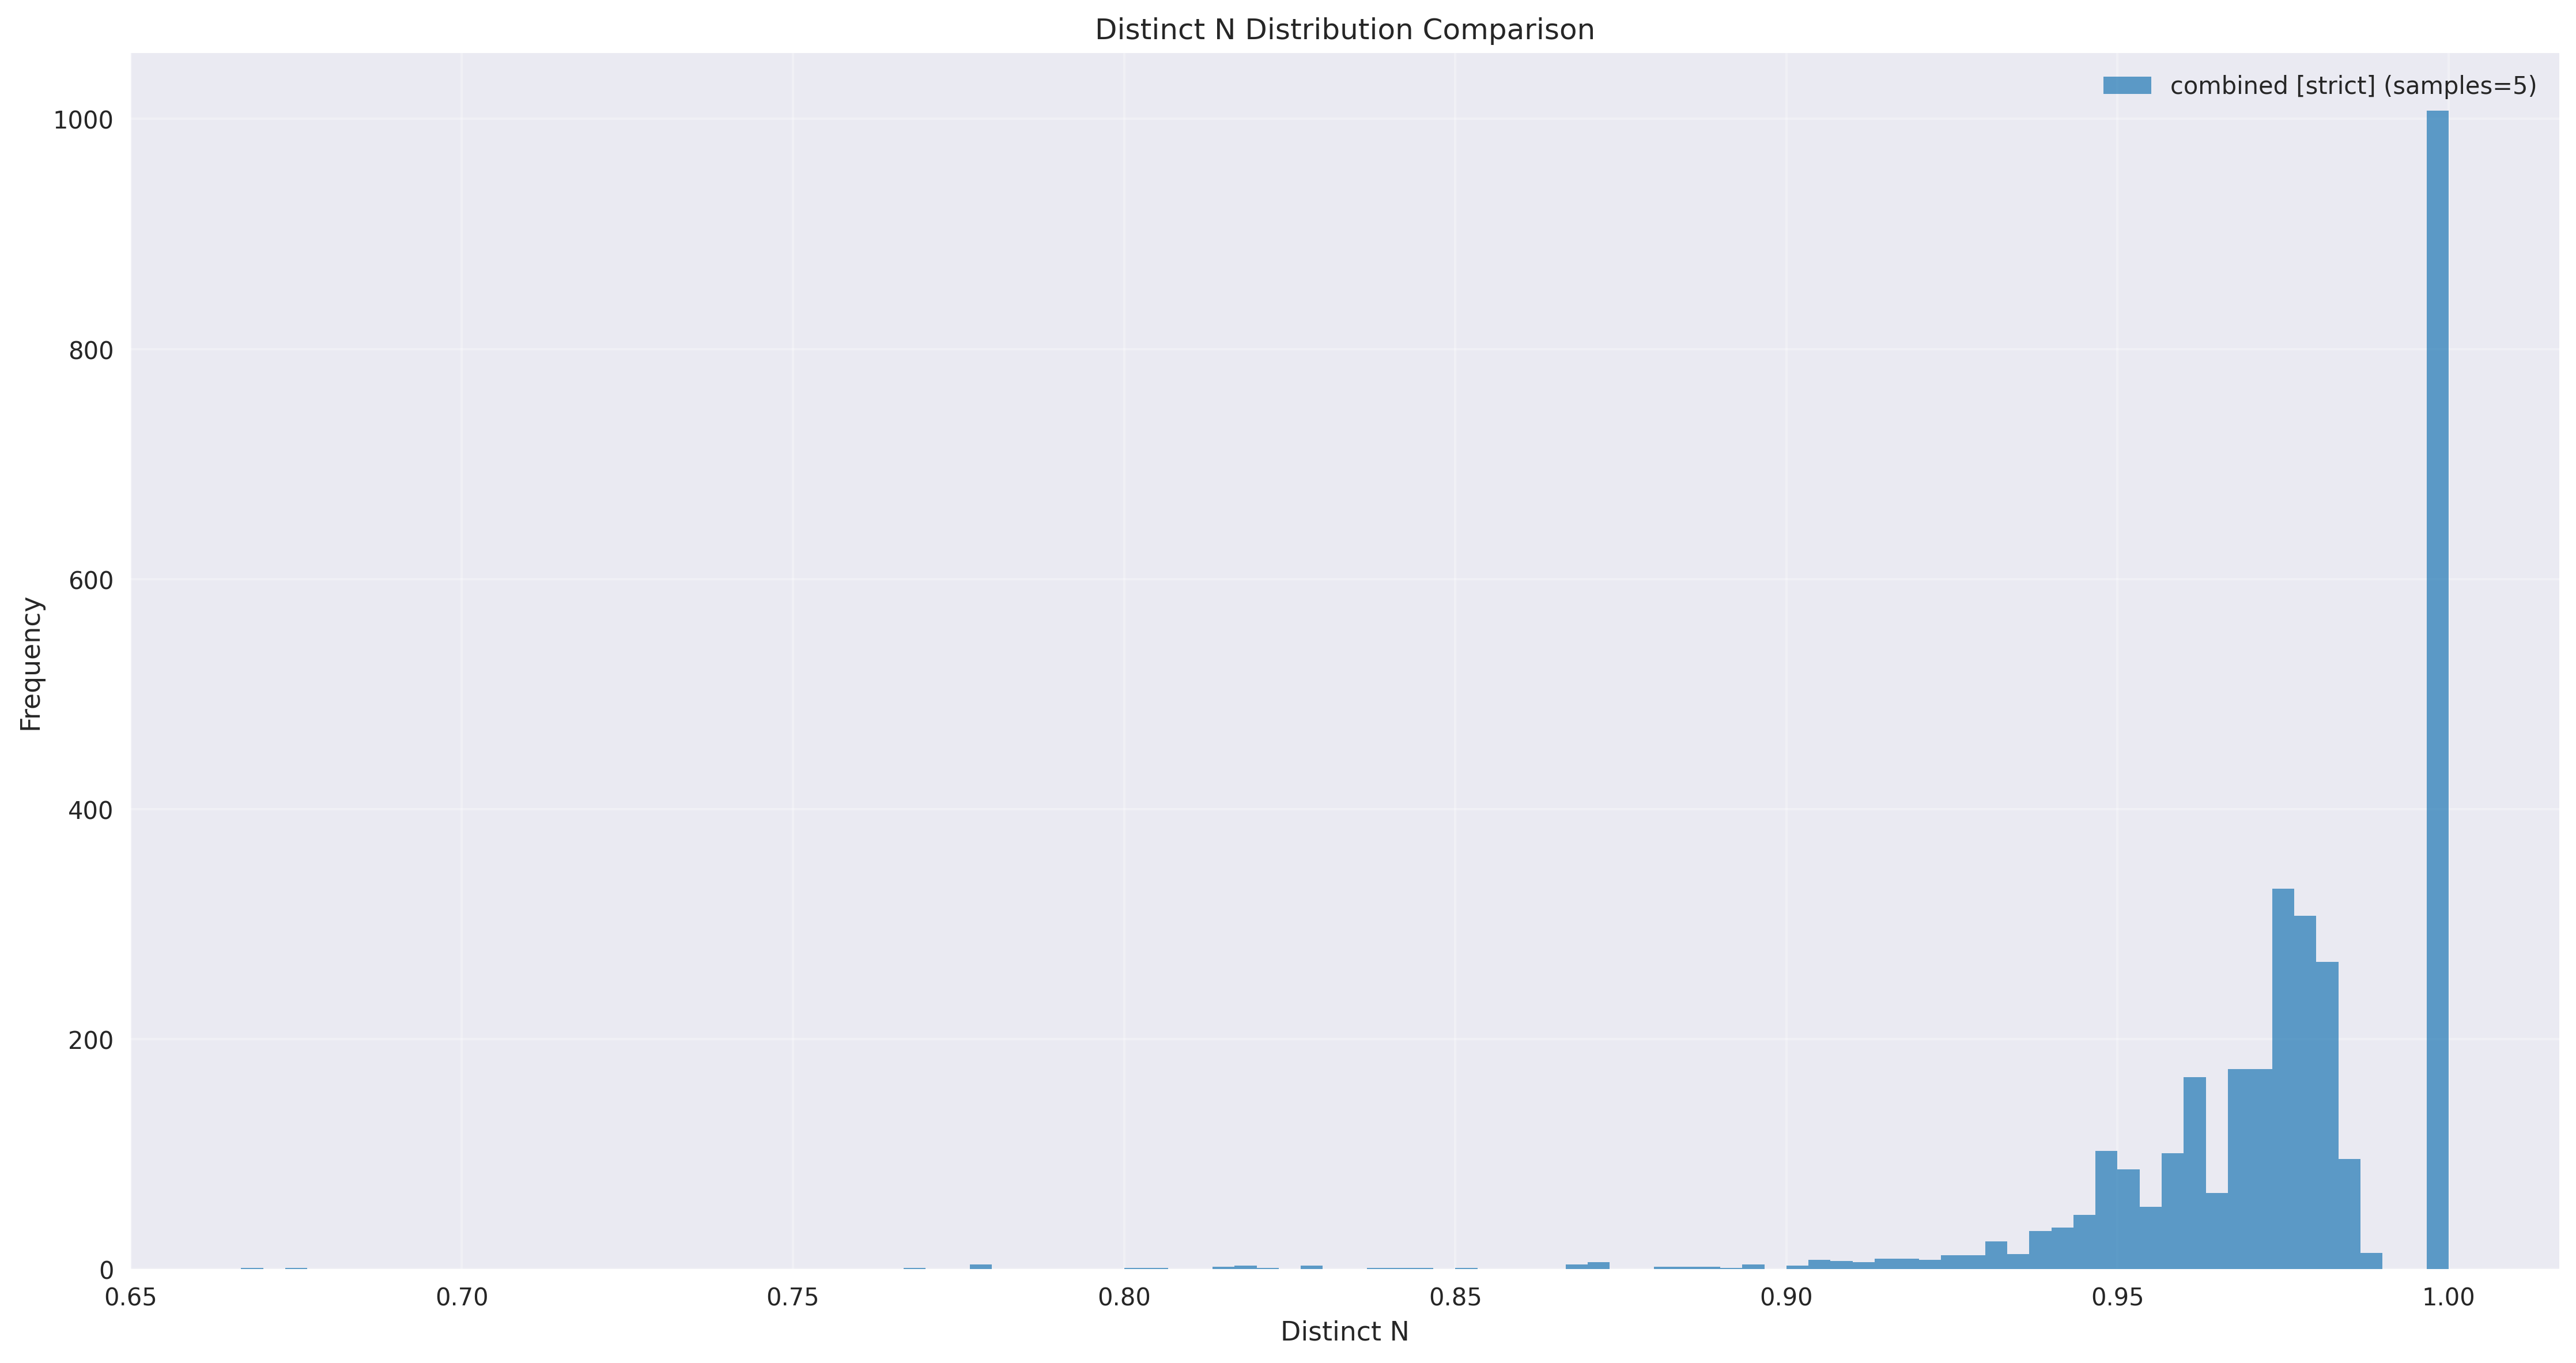 Distinct N Distribution Comparison
combined [strict] (samples=5)
1000
800
600
400
200
0
Frequency
0.65 0.70 0.75 0.80 0.85 0.90 0.95 1.00
Distinct N